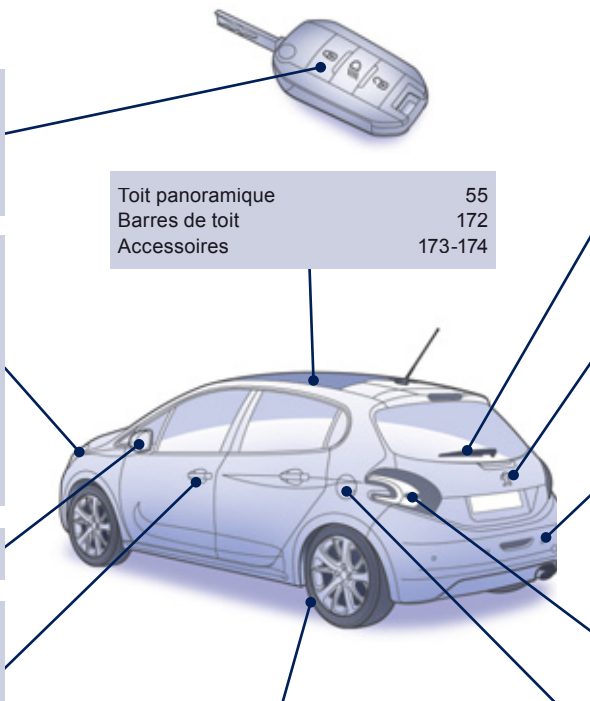 Toit panoramique 55
Barres de toit 172
Accessoires 173-174